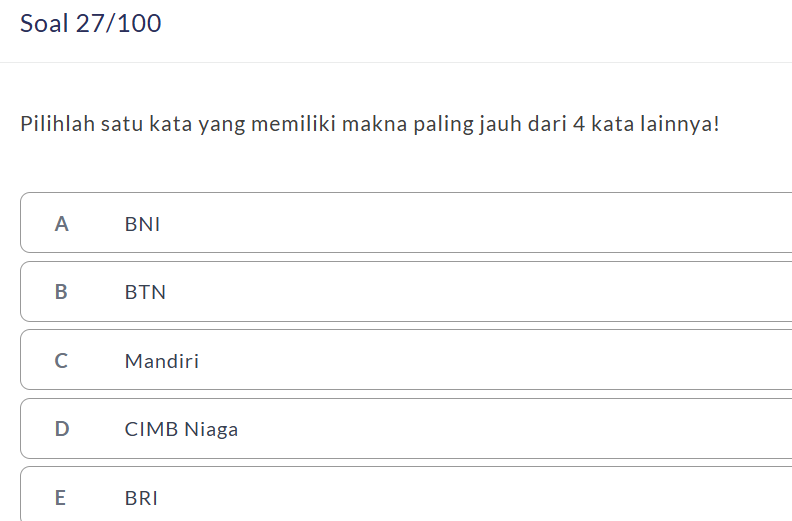 Soal 27/100
Pilihlah satu kata yang memiliki makna paling jauh dari 4 kata lainnya!
A BNI
B BTN
C Mandiri
D CIMB Niaga
E BRI